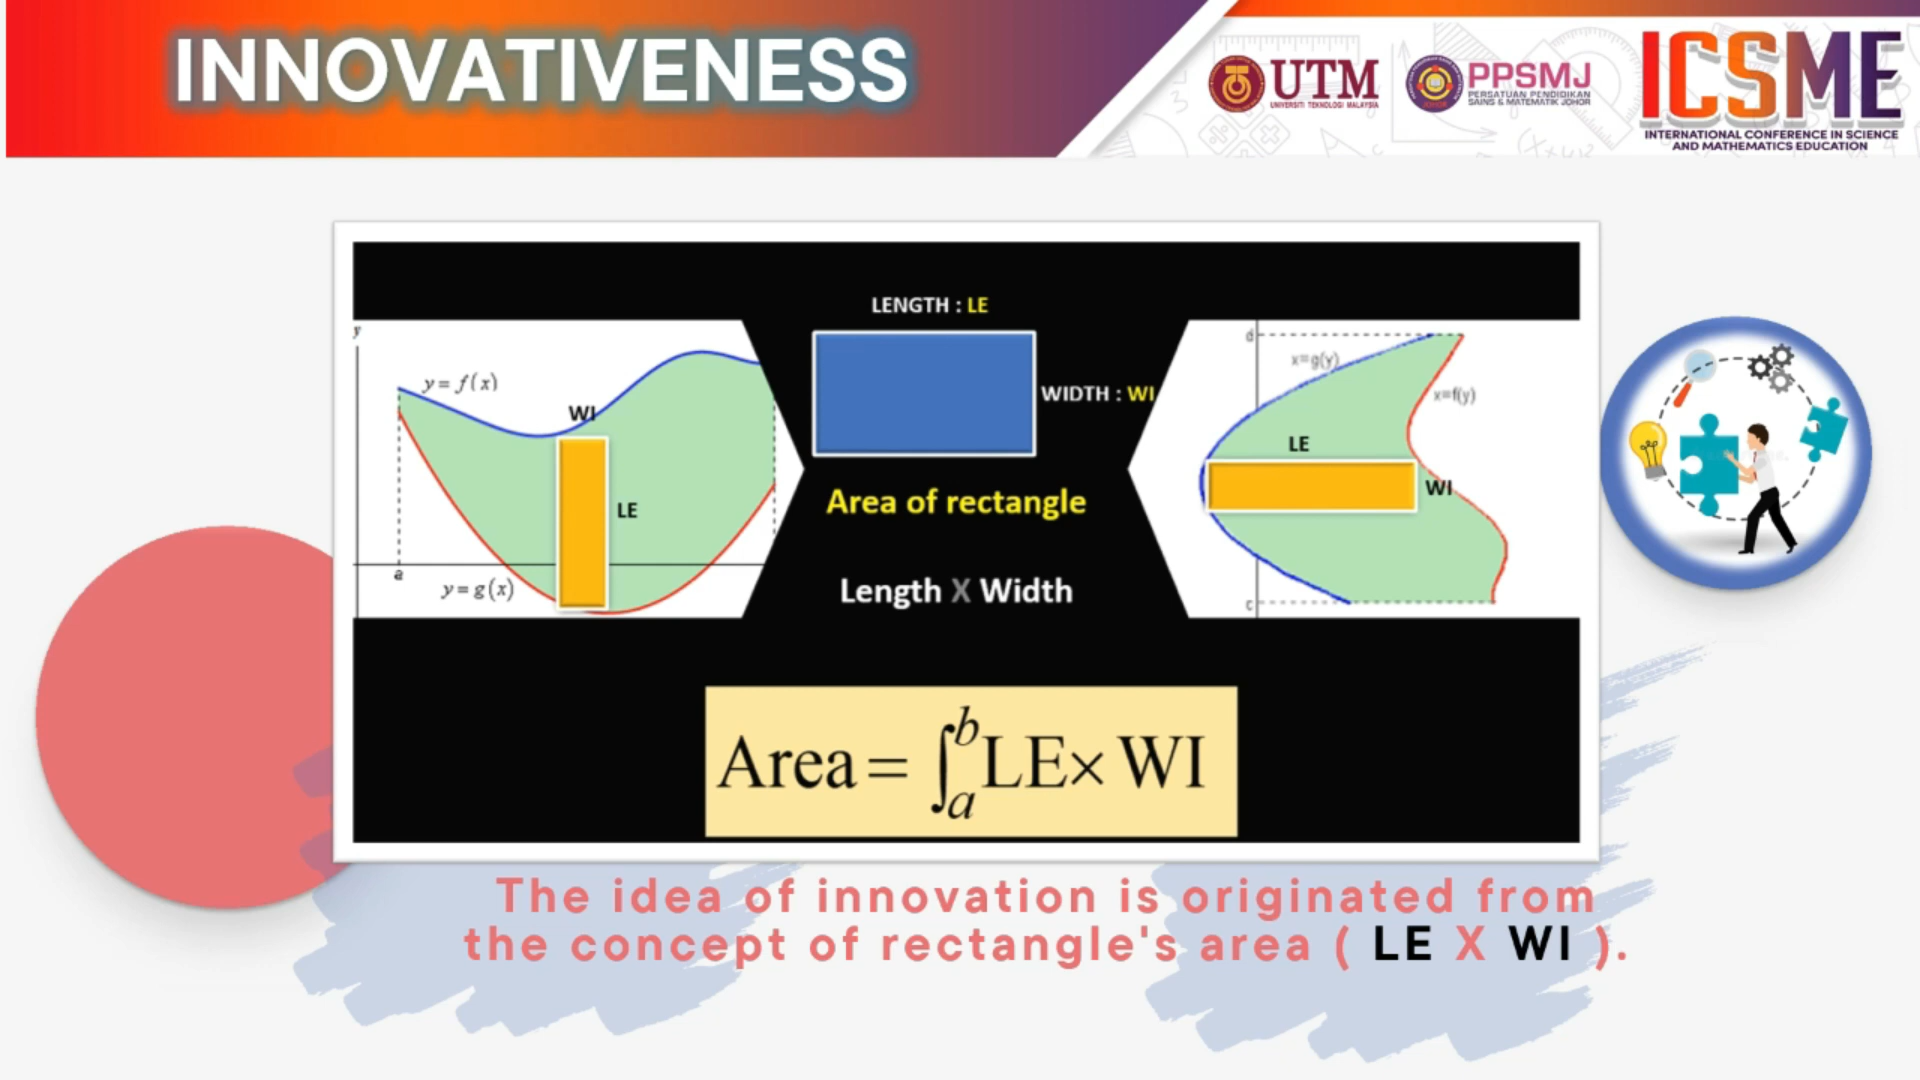 INNOVATIVENESS
UTM
UNIVERSITI TEKNOLOGI MALAYSIA
PPSMJ
PERSATUAN PENDIDIKAN
SAINS & MATEMATIK JOHOR
ICSME
INTERNATIONAL CONFERENCE IN SCIENCE
AND MATHEMATICS EDUCATION
LENGTH : LE
WIDTH : WI
Area of rectangle
Length X Width
y
y = f(x)
WI
LE
a
y = g(x)
d
x=g(y)
x=f(y)
LE
WI
c
Area = ∫_a^b LE × WI
The idea of innovation is originated from
the concept of rectangle's area ( LE X WI ).